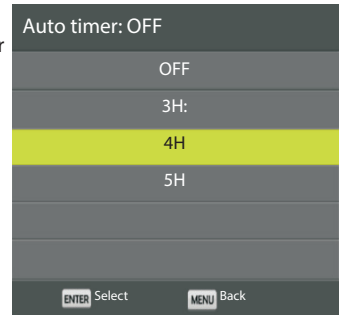 Auto timer: OFF
r
OFF
3H:
4H
5H
ENTER Select MENU Back